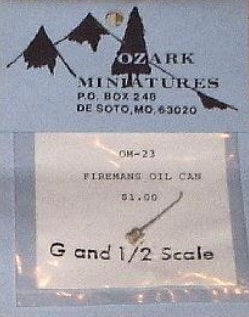 OZARK
MINIATURES
P.O. BOX 248
DE SOTO, MO, 63020
OM-23
FIREMANS OIL CAN
$1.00
G and 1/2 Scale